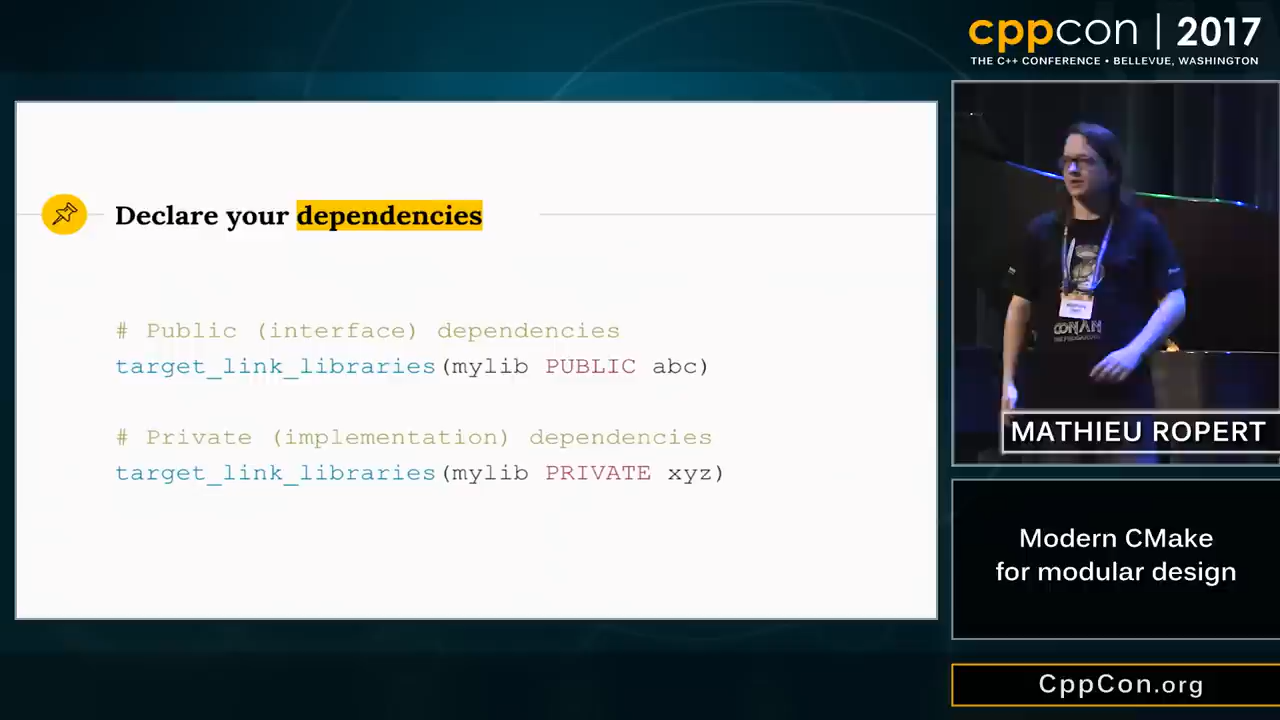 cppcon | 2017
THE C++ CONFERENCE • BELLEVUE, WASHINGTON
Declare your dependencies
# Public (interface) dependencies
target_link_libraries(mylib PUBLIC abc)
# Private (implementation) dependencies
target_link_libraries(mylib PRIVATE xyz)
CONAN
MATHIEU ROPERT
Modern CMake
for modular design
CppCon.org